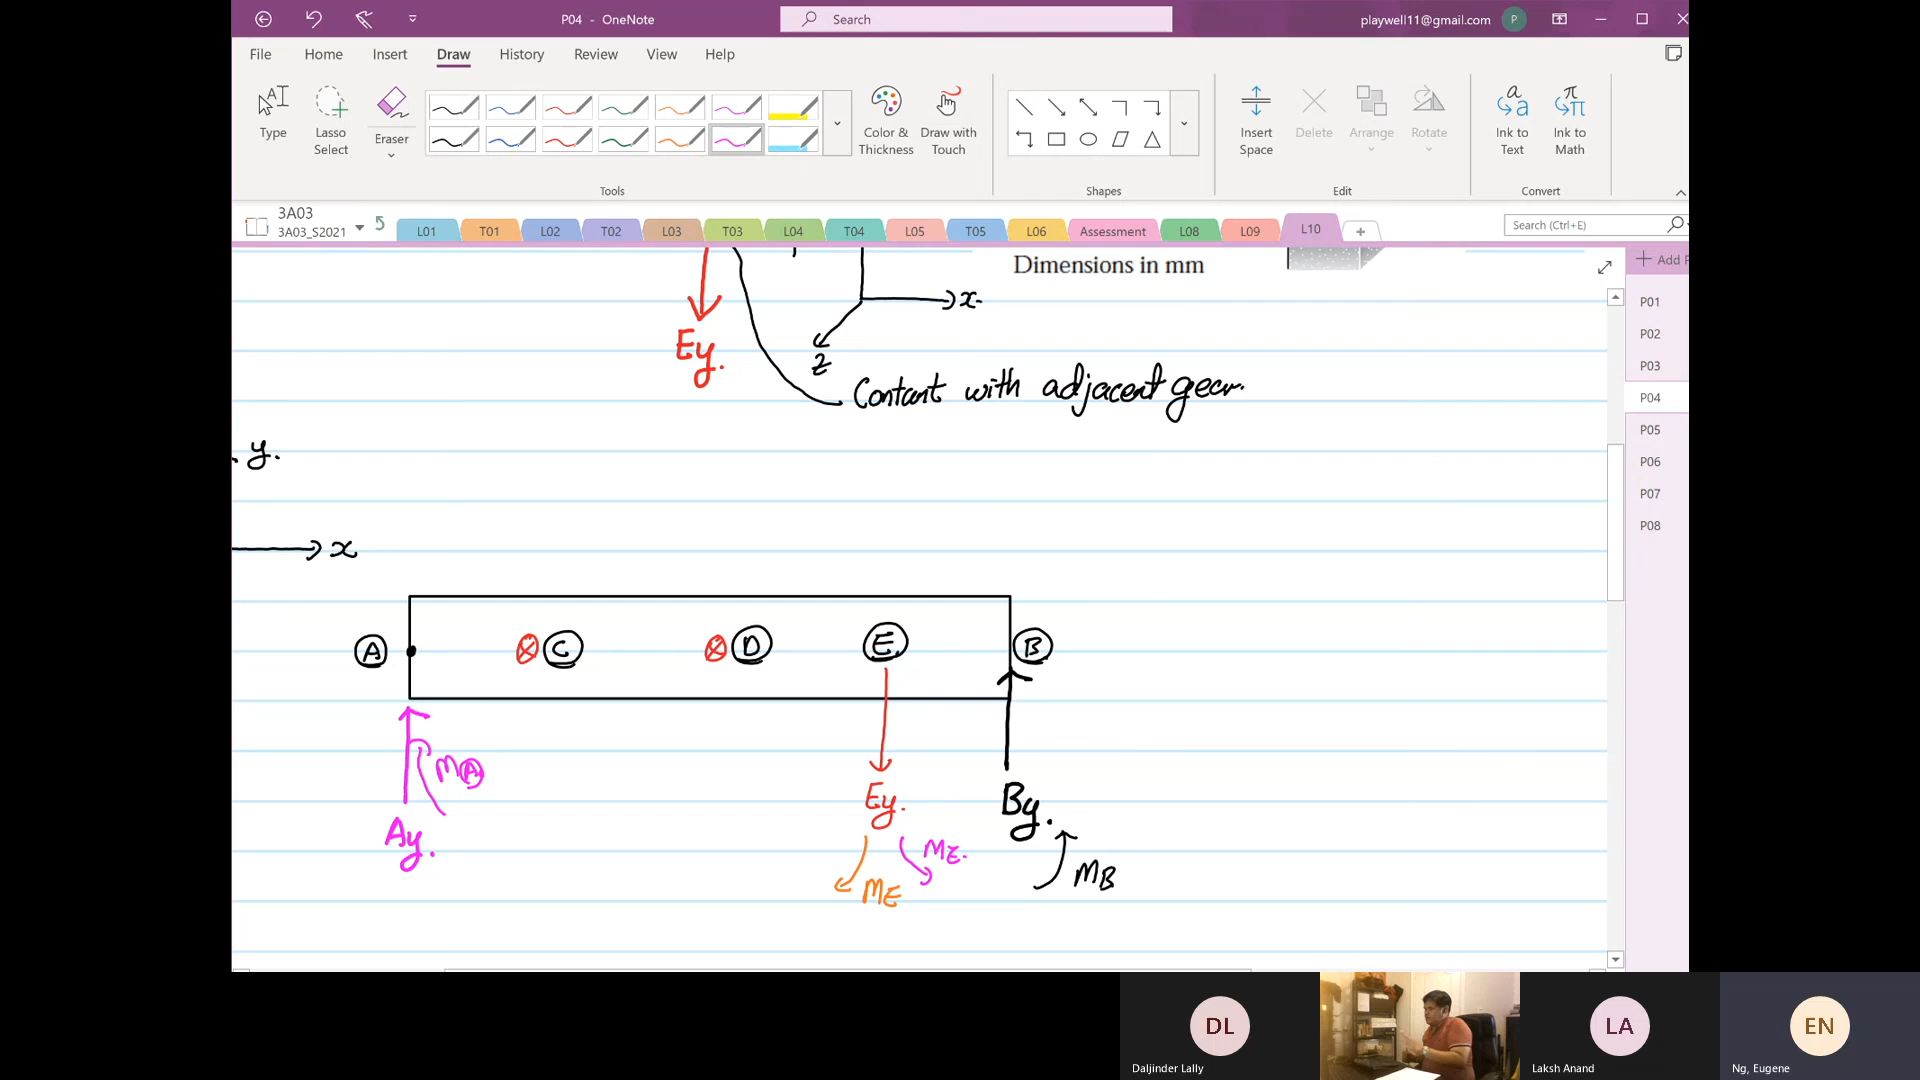 P04 - OneNote
Search
playwell11@gmail.com
P
File Home Insert Draw History Review View Help
Type
Lasso Select
Eraser
Color & Thickness
Draw with Touch
Insert Space
Delete
Arrange
Rotate
Ink to Text
Ink to Math
Tools
Shapes
Edit
Convert
3A03
3A03_S2021
L01 T01 L02 T02 L03 T03 L04 T04 L05 T05 L06 Assessment L08 L09 L10
Search (Ctrl+E)
Add P
P01
P02
P03
P04
P05
P06
P07
P08
Dimensions in mm
x
Ey.
z
Contant with adjacent gear.
. y.
x
A C D E B
MA
Ay.
Ey.
By.
ME.
ME
MB
DL
LA
EN
Daljinder Lally
Laksh Anand
Ng, Eugene